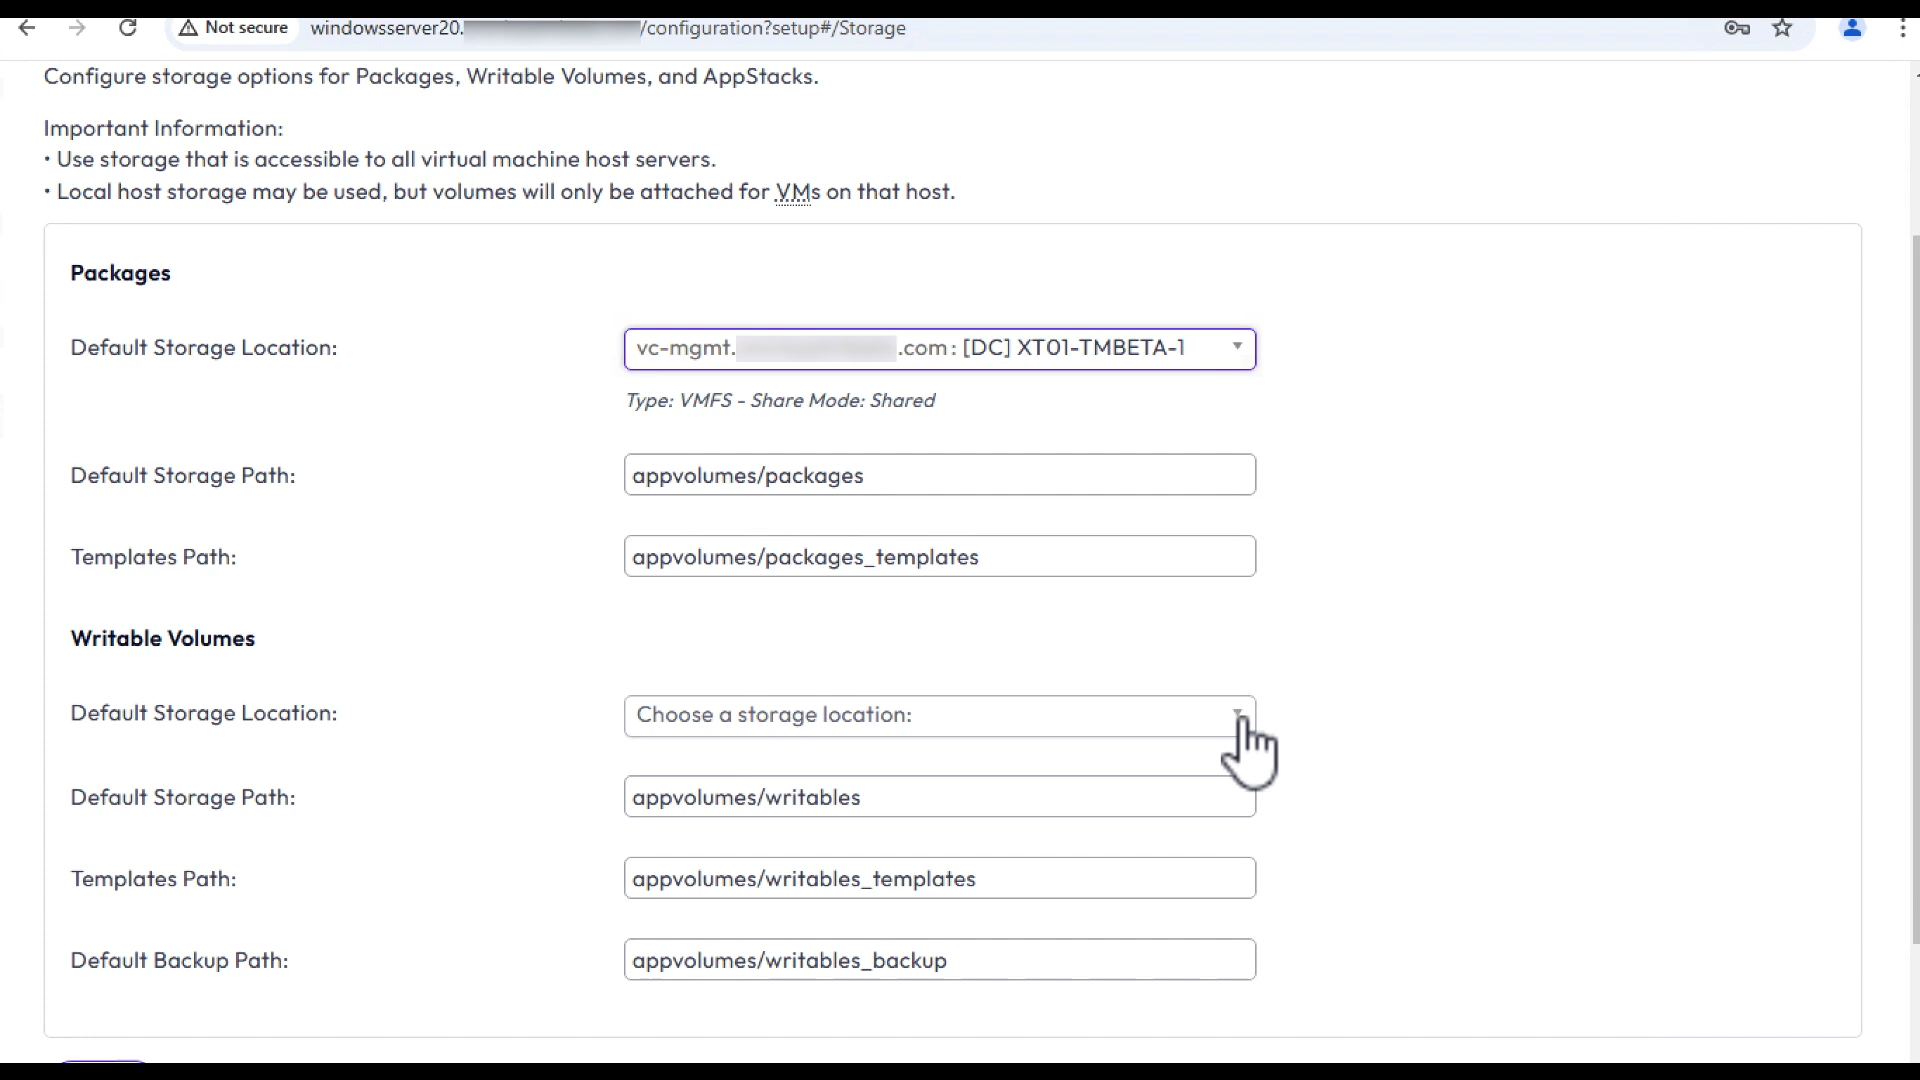 Not secure windowsserver20. /configuration?setup#/Storage
Configure storage options for Packages, Writable Volumes, and AppStacks.
Important Information:
• Use storage that is accessible to all virtual machine host servers.
• Local host storage may be used, but volumes will only be attached for VMs on that host.
Packages
Default Storage Location: vc-mgmt. .com: [DC] XT01-TMBETA-1
Type: VMFS - Share Mode: Shared
Default Storage Path: appvolumes/packages
Templates Path: appvolumes/packages_templates
Writable Volumes
Default Storage Location: Choose a storage location:
Default Storage Path: appvolumes/writables
Templates Path: appvolumes/writables_templates
Default Backup Path: appvolumes/writables_backup